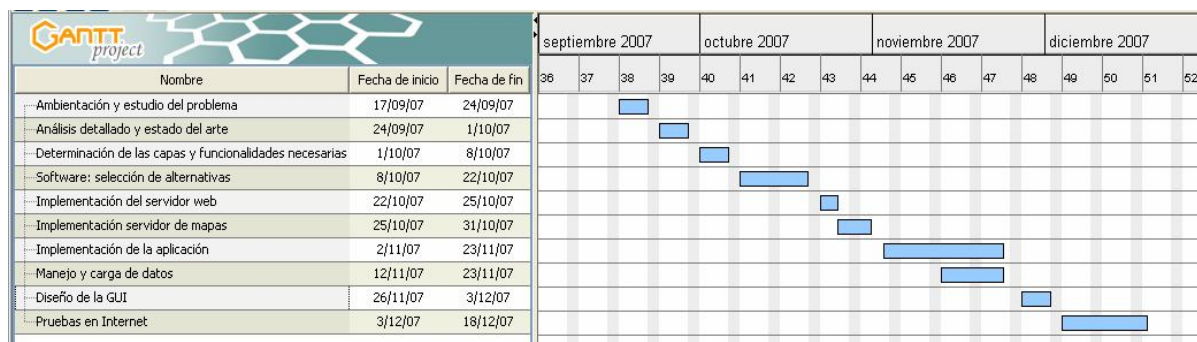 GANTT
project
septiembre 2007 octubre 2007 noviembre 2007 diciembre 2007
Nombre Fecha de inicio Fecha de fin 36 37 38 39 40 41 42 43 44 45 46 47 48 49 50 51 52
Ambientación y estudio del problema 17/09/07 24/09/07
Análisis detallado y estado del arte 24/09/07 1/10/07
Determinación de las capas y funcionalidades necesarias 1/10/07 8/10/07
Software: selección de alternativas 8/10/07 22/10/07
Implementación del servidor web 22/10/07 25/10/07
Implementación servidor de mapas 25/10/07 31/10/07
Implementación de la aplicación 2/11/07 23/11/07
Manejo y carga de datos 12/11/07 23/11/07
Diseño de la GUI 26/11/07 3/12/07
Pruebas en Internet 3/12/07 18/12/07